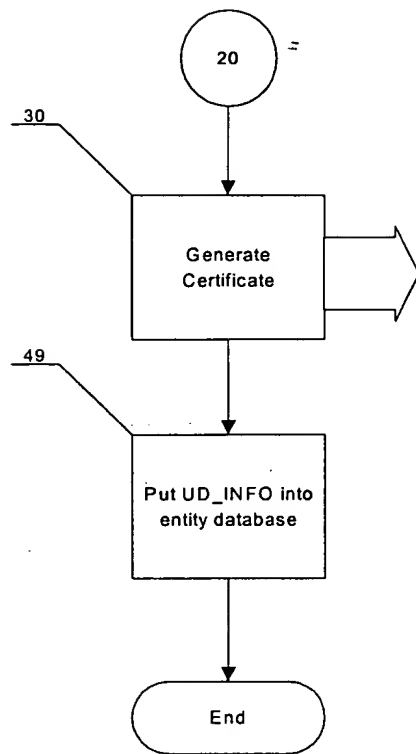 20
30
Generate
Certificate
49
Put UD_INFO into
entity database
End